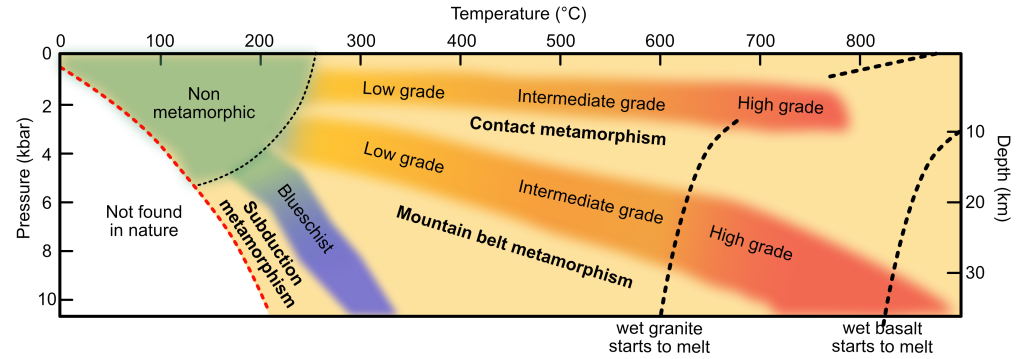 Temperature (°C)
0 100 200 300 400 500 600 700 800
Pressure (kbar)
0
2
4
6
8
10
Depth (km)
10
20
30
Non
metamorphic
Low grade
Intermediate grade
High grade
Contact metamorphism
Low grade
Intermediate grade
High grade
Mountain belt metamorphism
Blueschist
Subduction
metamorphism
Not found
in nature
wet granite
starts to melt
wet basalt
starts to melt